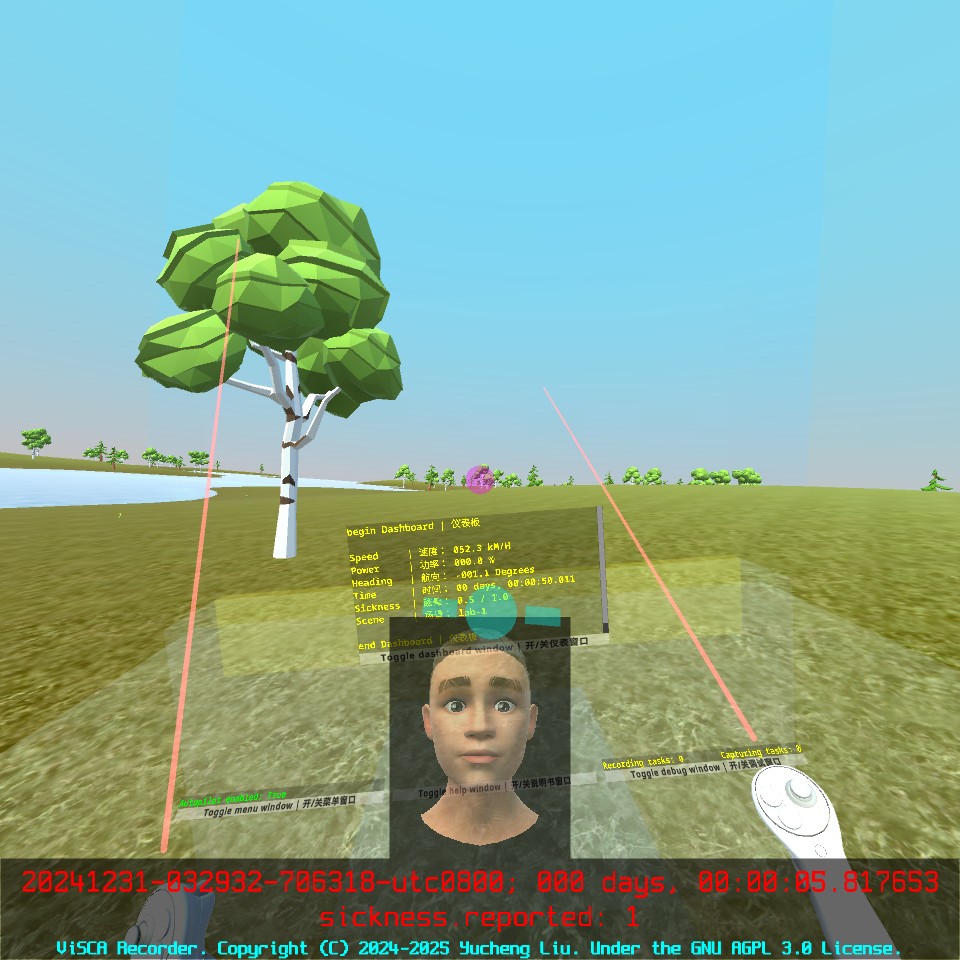 begin Dashboard | 仪表板
Speed | 速度: 052.3 kM/H
Power | 功率: 000.0 %
Heading | 航向: -001.1 Degrees
Time | 时间: 00 days, 00:00:50.011
Sickness | 0.5 / 1.0
Scene | 场景: lab-1
end Dashboard | 仪表板
Toggle dashboard window | 开/关仪表窗口
Recording tasks: 0 Capturing tasks: 0
Toggle debug window | 开/关调试窗口
Toggle help window | 开/关说明书窗口
Autopilot enabled: True
Toggle menu window | 开/关菜单窗口
20241231-032932-706318-utc0800; 000 days, 00:00:05.817653
sickness.reported: 1
ViSCA Recorder. Copyright (C) 2024-2025 Yucheng Liu. Under the GNU AGPL 3.0 License.